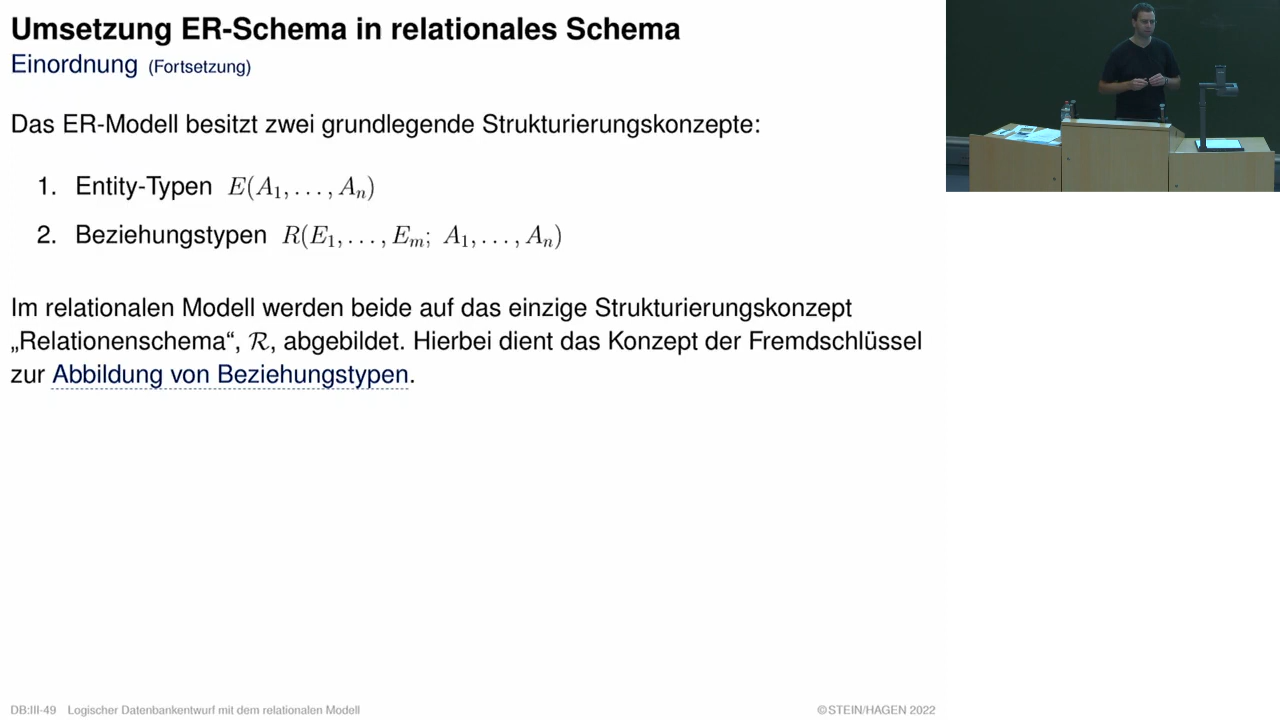 Umsetzung ER-Schema in relationales Schema
Einordnung (Fortsetzung)
Das ER-Modell besitzt zwei grundlegende Strukturierungskonzepte:
1. Entity-Typen E(A₁, . . . , Aₙ)
2. Beziehungstypen R(E₁, . . . , Eₘ; A₁, . . . , Aₙ)
Im relationalen Modell werden beide auf das einzige Strukturierungskonzept
„Relationenschema“, ℛ, abgebildet. Hierbei dient das Konzept der Fremdschlüssel
zur Abbildung von Beziehungstypen.
DB:III-49 Logischer Datenbankentwurf mit dem relationalen Modell
©STEIN/HAGEN 2022